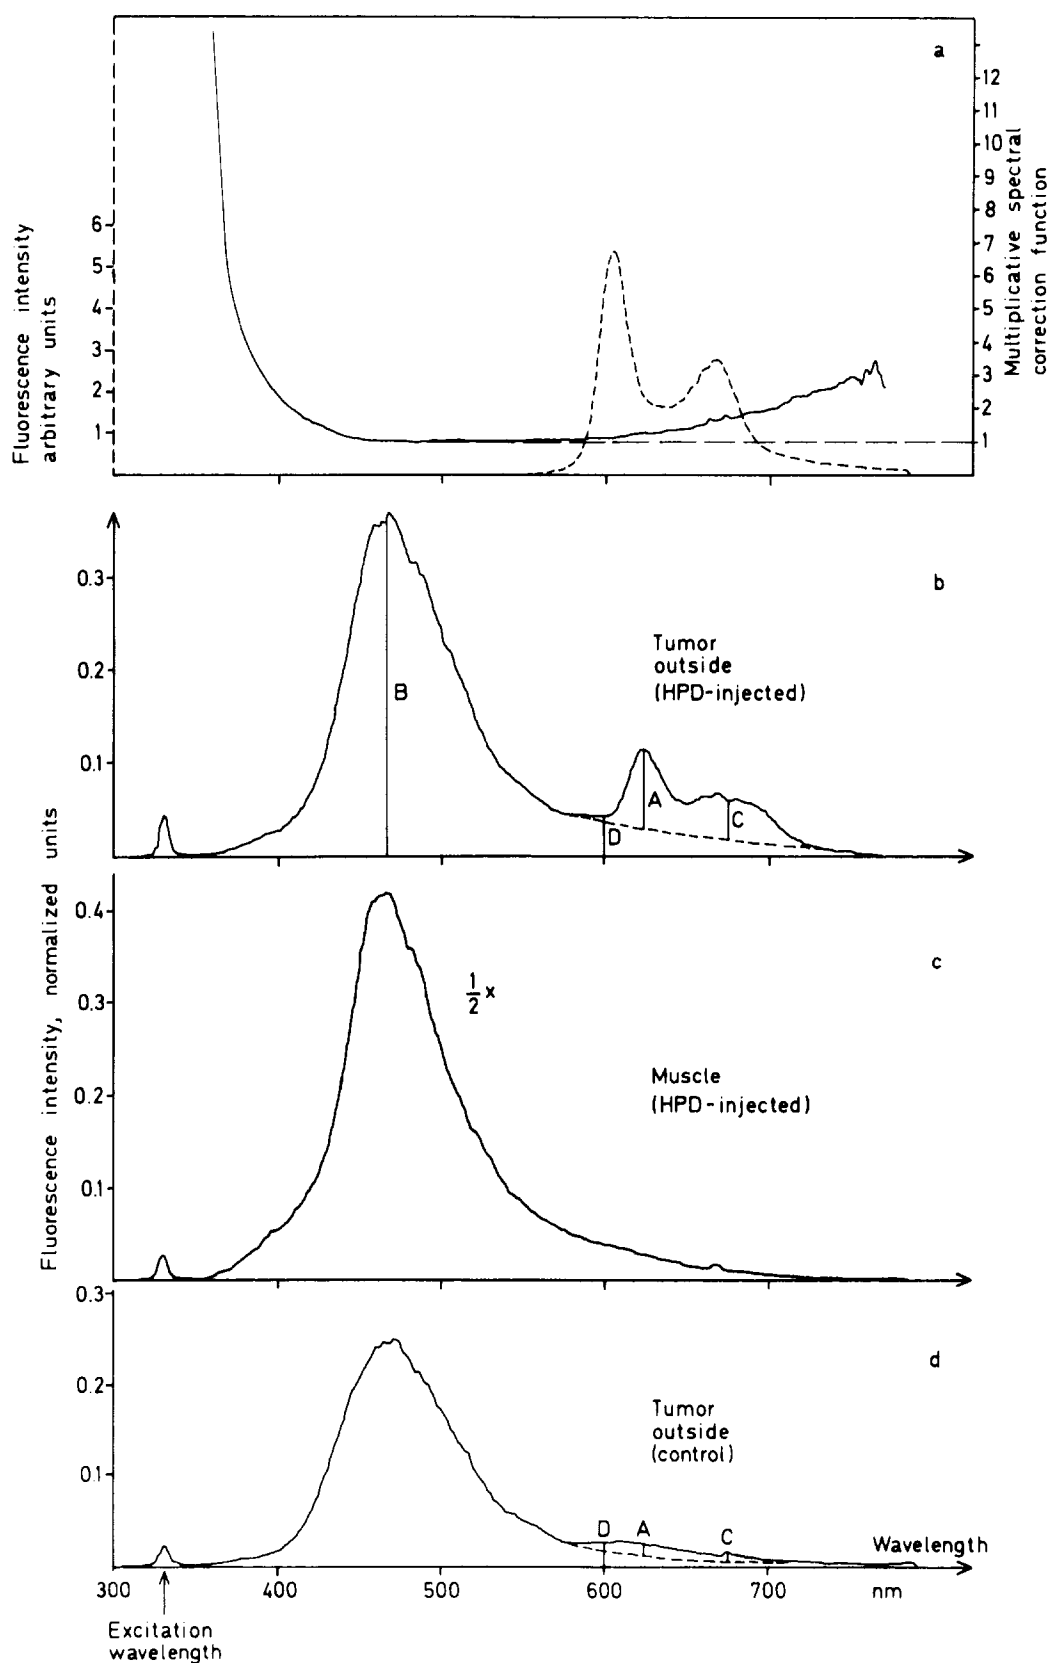 a
Fluorescence intensity
arbitrary units
6
5
4
3
2
1
12
11
10
9
8
7
6
5
4
3
2
1
Multiplicative spectral
correction function
b
0.3
0.2
0.1
B
A
C
D
Tumor
outside
(HPD-injected)
Fluorescence intensity, normalized units
c
0.4
0.3
0.2
0.1
1/2 x
Muscle
(HPD-injected)
d
0.3
0.2
0.1
Tumor
outside
(control)
D A C
Wavelength
300 400 500 600 700 nm
Excitation
wavelength